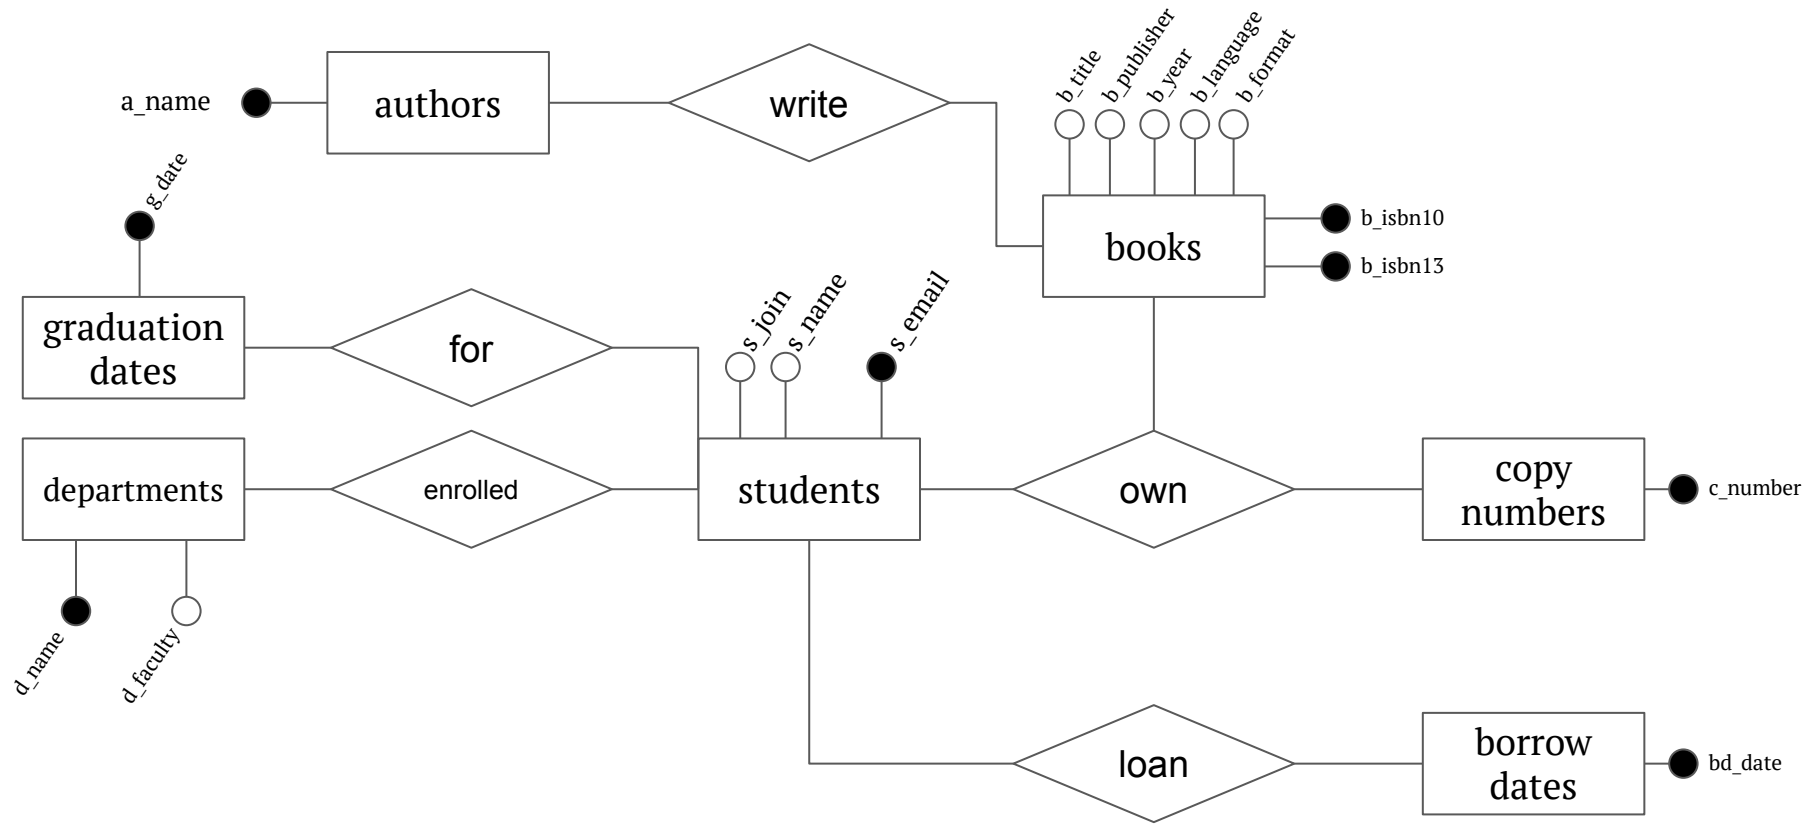 b_title
b_publisher
b_year
b_language
b_format
a_name
authors
write
g_date
b_isbn10
books
b_isbn13
s_join
s_name
s_email
graduation
dates
for
departments
enrolled
students
own
copy
numbers
c_number
d_name
d_faculty
loan
borrow
dates
bd_date